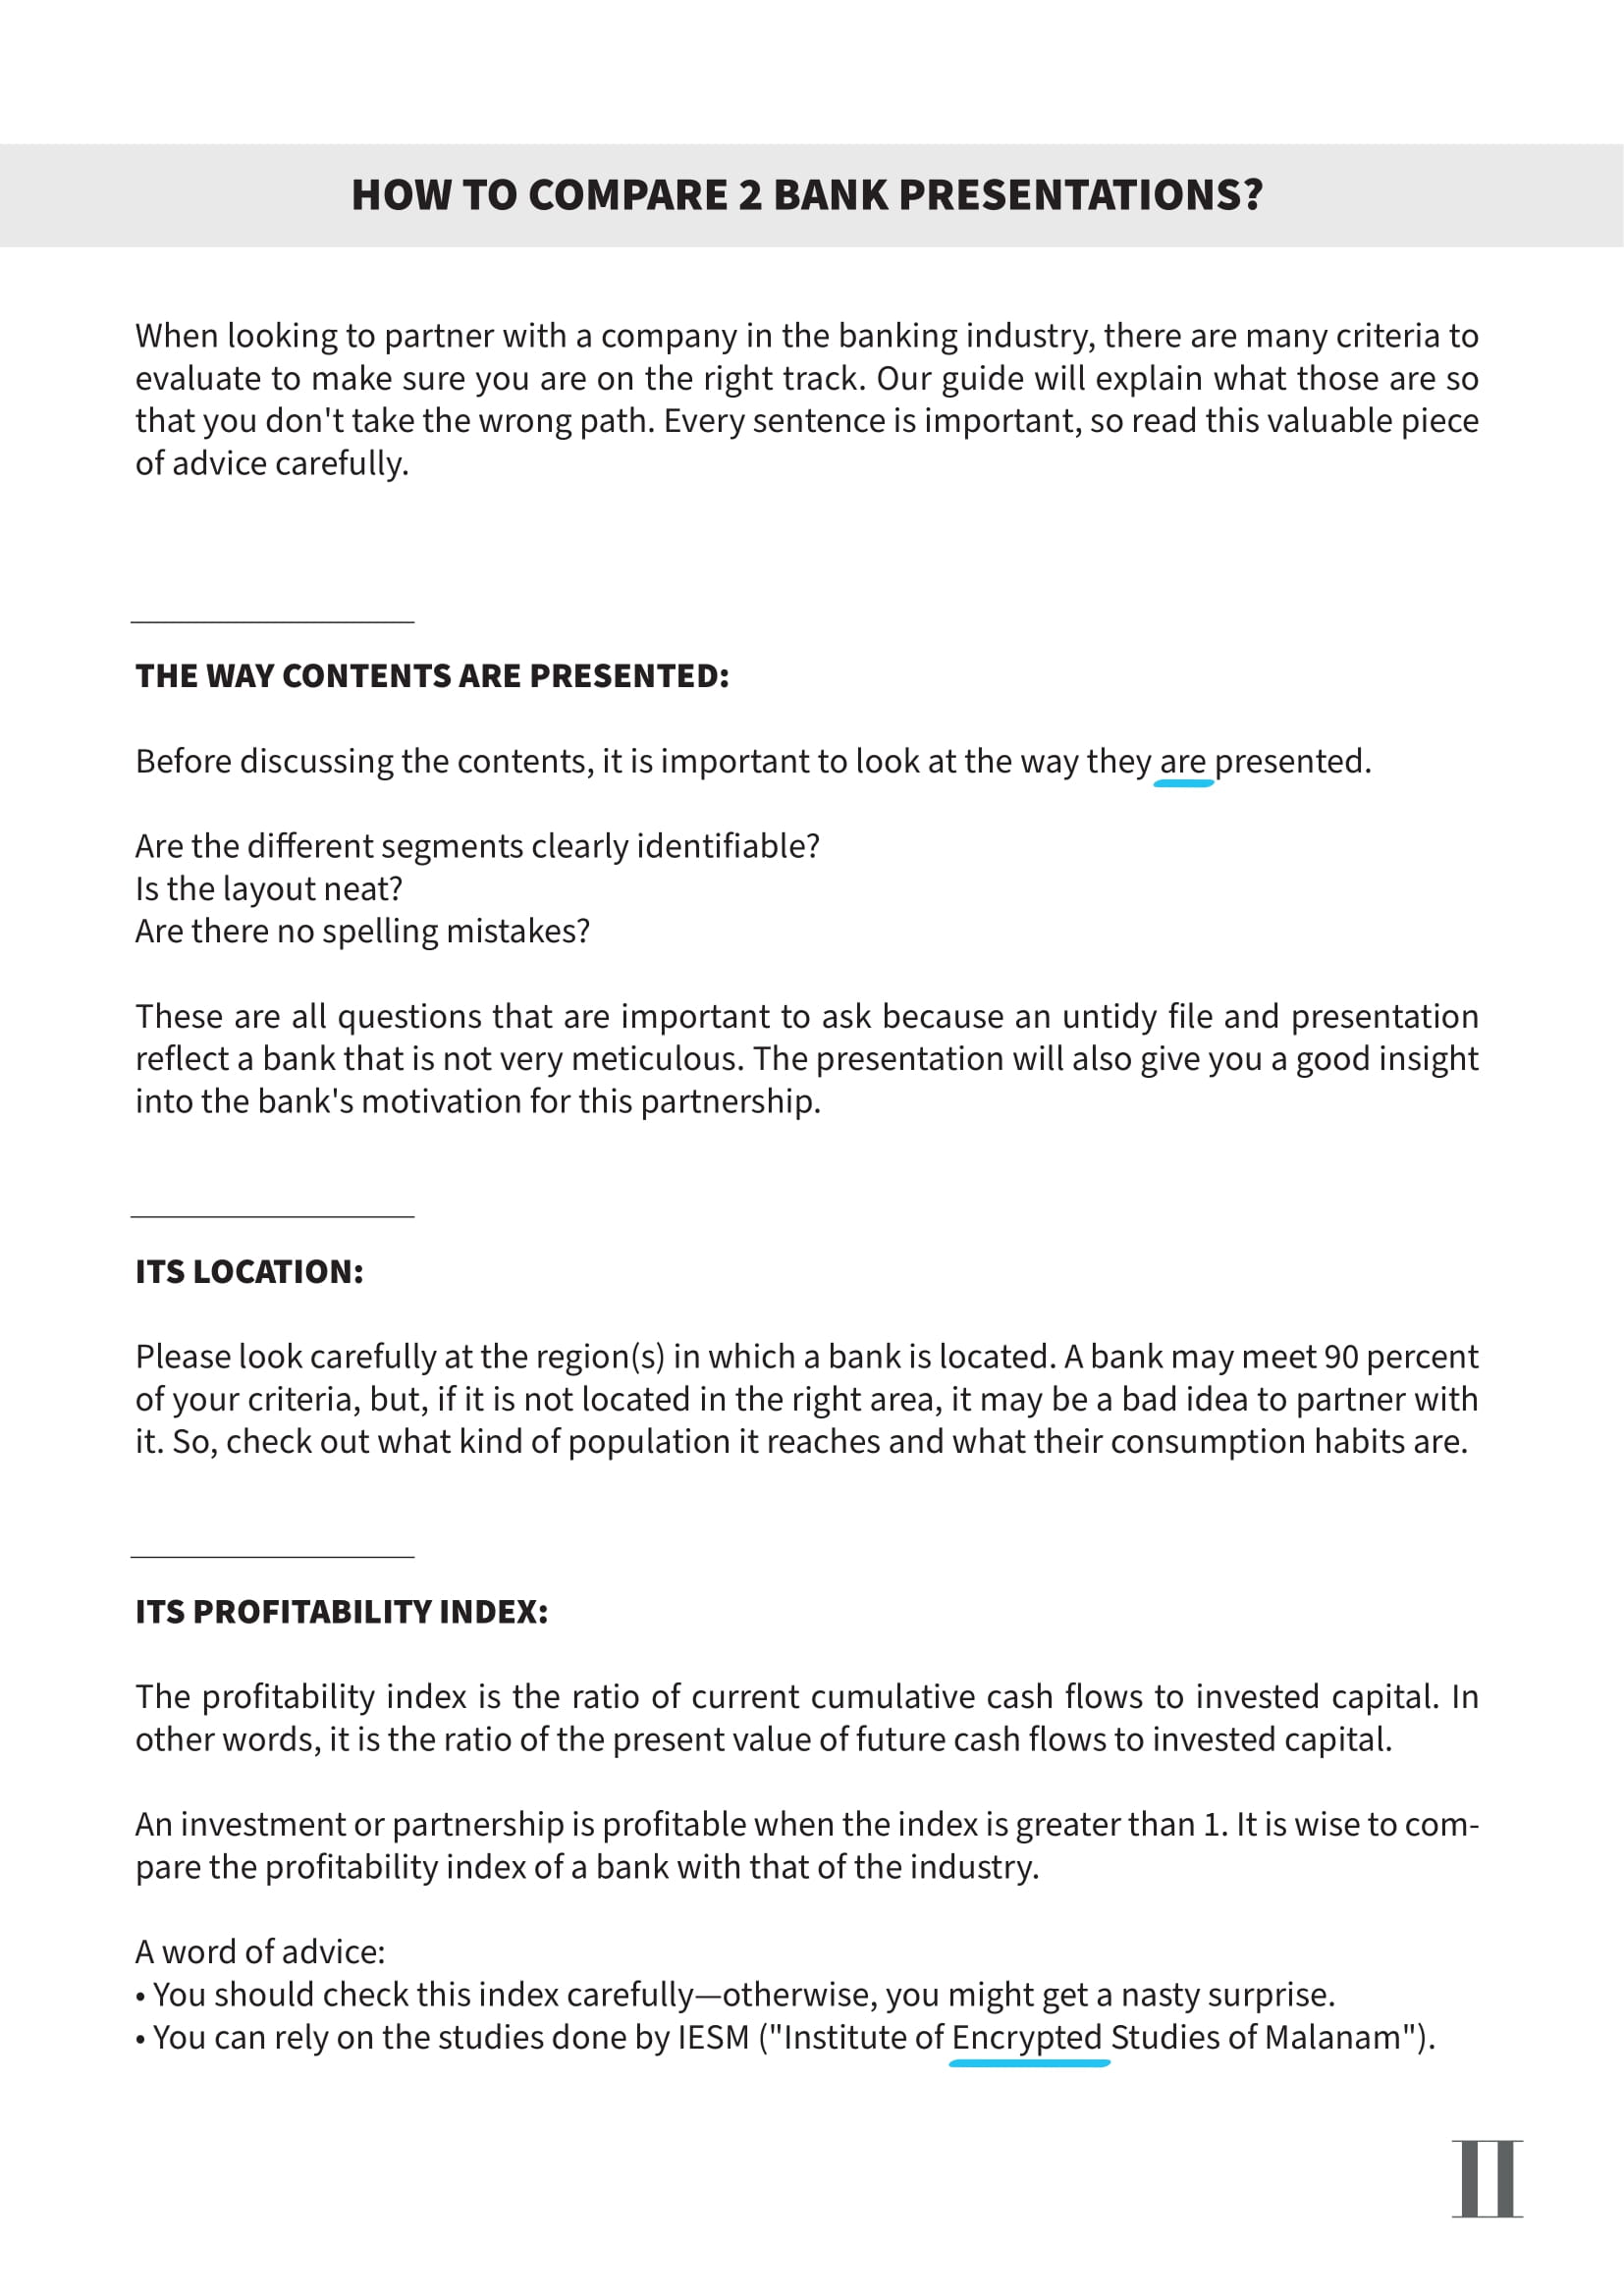 HOW TO COMPARE 2 BANK PRESENTATIONS?
When looking to partner with a company in the banking industry, there are many criteria to
evaluate to make sure you are on the right track. Our guide will explain what those are so
that you don't take the wrong path. Every sentence is important, so read this valuable piece
of advice carefully.
THE WAY CONTENTS ARE PRESENTED:
Before discussing the contents, it is important to look at the way they are presented.
Are the different segments clearly identifiable?
Is the layout neat?
Are there no spelling mistakes?
These are all questions that are important to ask because an untidy file and presentation
reflect a bank that is not very meticulous. The presentation will also give you a good insight
into the bank's motivation for this partnership.
ITS LOCATION:
Please look carefully at the region(s) in which a bank is located. A bank may meet 90 percent
of your criteria, but, if it is not located in the right area, it may be a bad idea to partner with
it. So, check out what kind of population it reaches and what their consumption habits are.
ITS PROFITABILITY INDEX:
The profitability index is the ratio of current cumulative cash flows to invested capital. In
other words, it is the ratio of the present value of future cash flows to invested capital.
An investment or partnership is profitable when the index is greater than 1. It is wise to com-
pare the profitability index of a bank with that of the industry.
A word of advice:
• You should check this index carefully—otherwise, you might get a nasty surprise.
• You can rely on the studies done by IESM ("Institute of Encrypted Studies of Malanam").
II